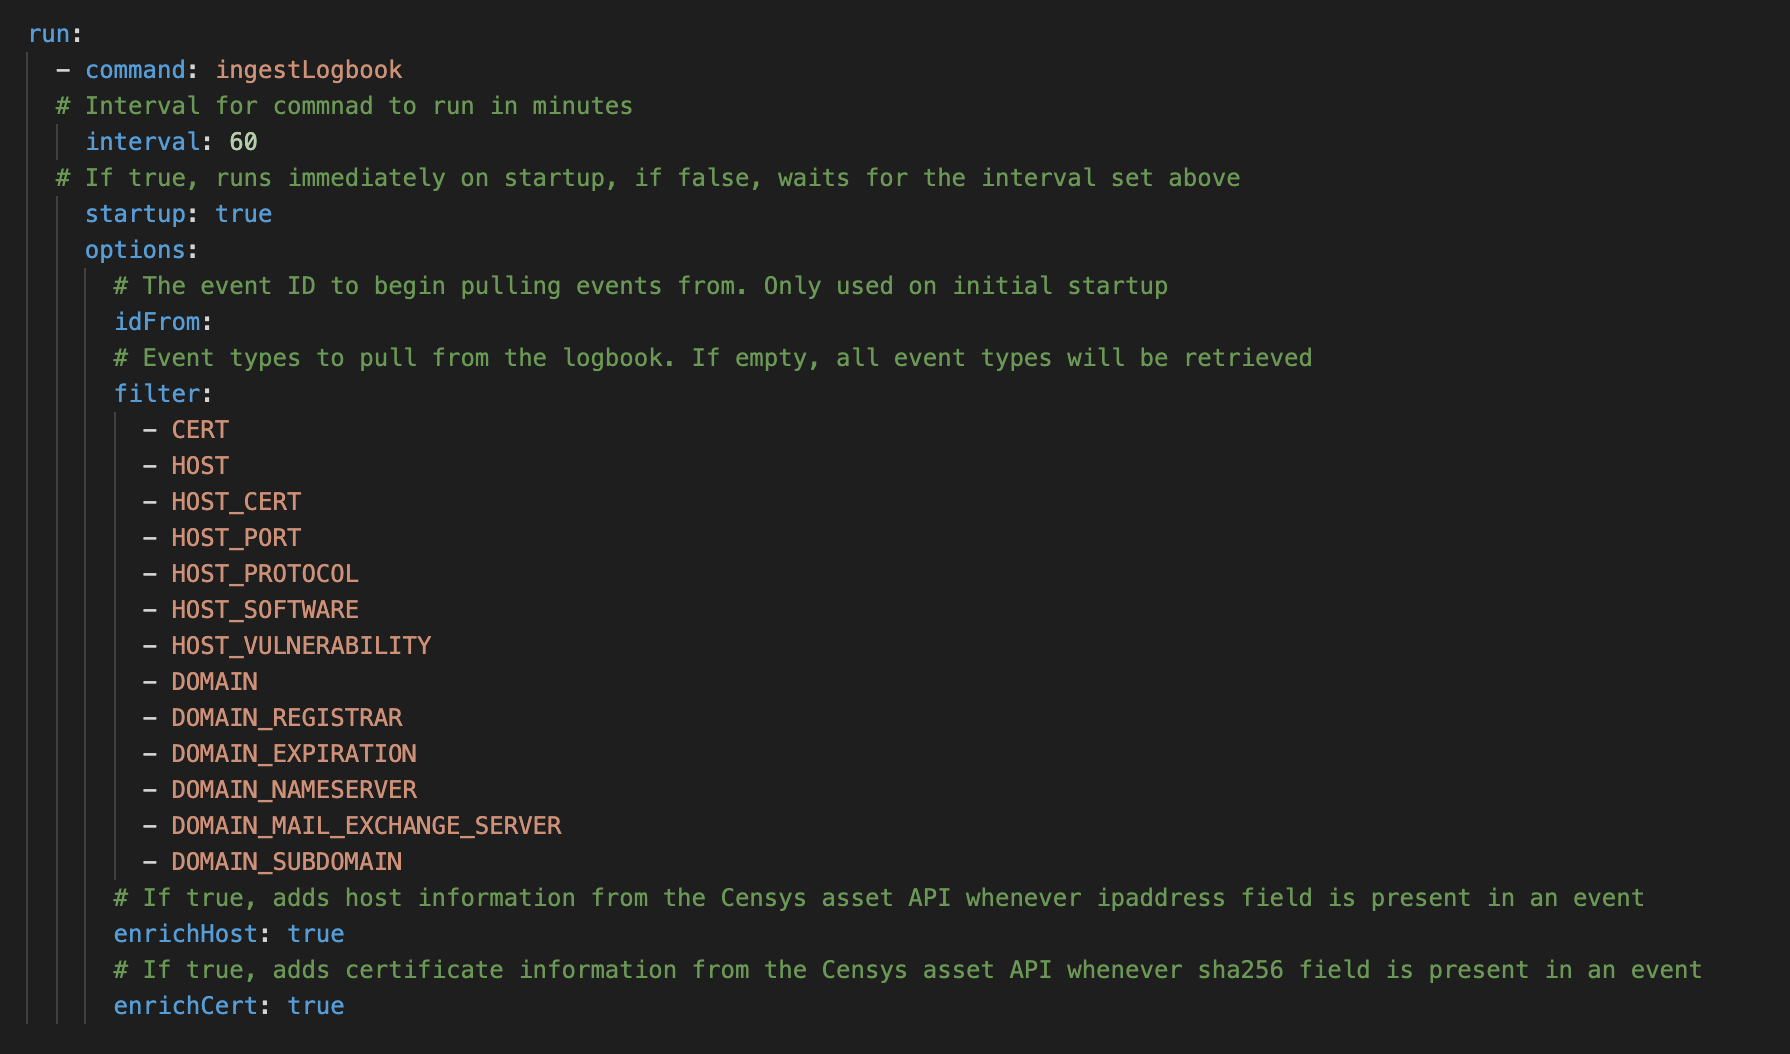 run:
  - command: ingestLogbook
  # Interval for commnad to run in minutes
    interval: 60
  # If true, runs immediately on startup, if false, waits for the interval set above
    startup: true
    options:
      # The event ID to begin pulling events from. Only used on initial startup
      idFrom:
      # Event types to pull from the logbook. If empty, all event types will be retrieved
      filter:
        - CERT
        - HOST
        - HOST_CERT
        - HOST_PORT
        - HOST_PROTOCOL
        - HOST_SOFTWARE
        - HOST_VULNERABILITY
        - DOMAIN
        - DOMAIN_REGISTRAR
        - DOMAIN_EXPIRATION
        - DOMAIN_NAMESERVER
        - DOMAIN_MAIL_EXCHANGE_SERVER
        - DOMAIN_SUBDOMAIN
      # If true, adds host information from the Censys asset API whenever ipaddress field is present in an event
      enrichHost: true
      # If true, adds certificate information from the Censys asset API whenever sha256 field is present in an event
      enrichCert: true